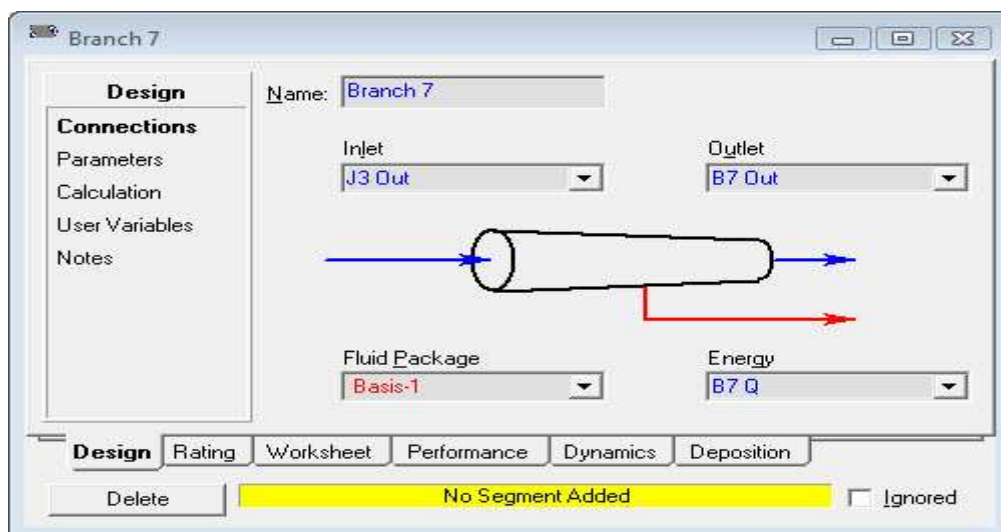 Branch 7
Design
Connections
Parameters
Calculation
User Variables
Notes
Name: Branch 7
Inlet
J3 Out
Outlet
B7 Out
Fluid Package
Basis-1
Energy
B7 Q
Design Rating Worksheet Performance Dynamics Deposition
Delete No Segment Added Ignored